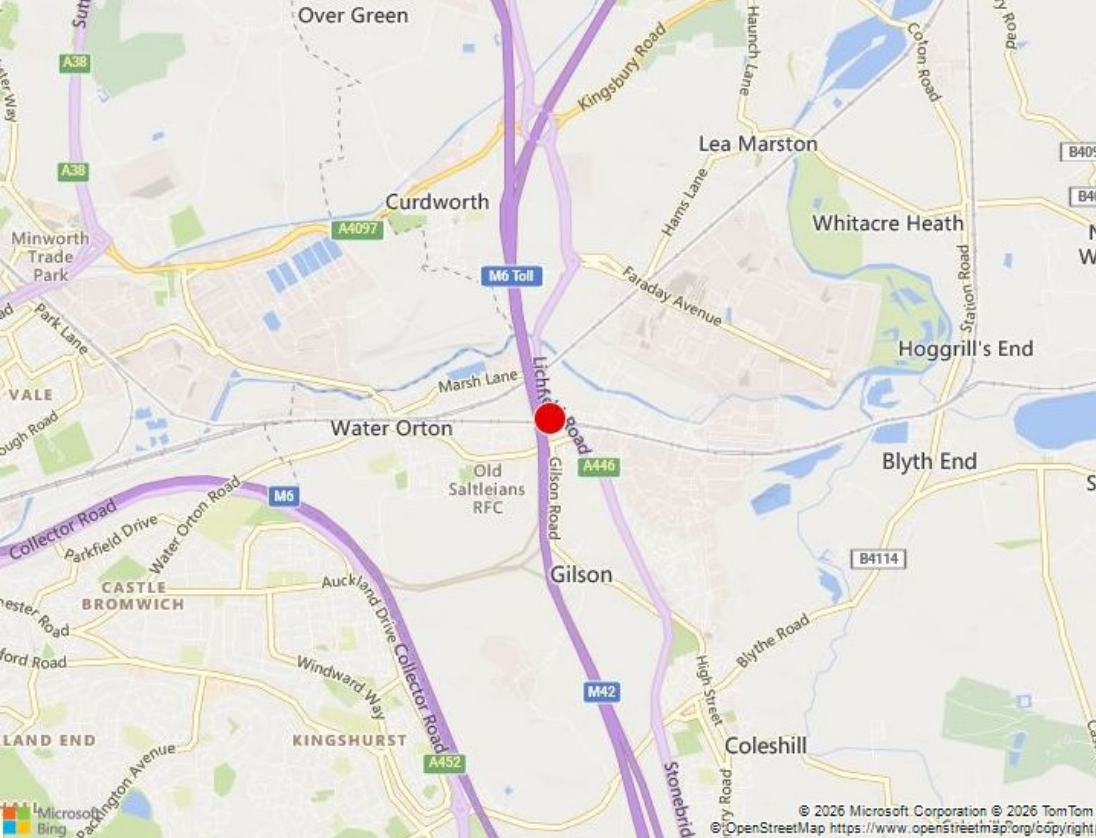 Over Green
Sutt
A38
Kingsbury Road
Haunch Lane
Coton Road
Lea Marston
A38
Curdworth
Hams Lane
Whitacre Heath
A4097
Minworth
Trade
Park
M6 Toll
Faraday Avenue
Station Road
Park Lane
Hoggrill's End
Lichfield Road
Marsh Lane
VALE
Water Orton
Blyth End
Old
Saltleians
RFC
A446
Gilson Road
M6
Collector Road
Water Orton Road
Parkfield Drive
B4114
Gilson
CASTLE
BROMWICH
Auckland Drive
Collector Road
Blythe Road
Windward Way
High Street
M42
LAND END
KINGSHURST
Coleshill
A452
Packington Avenue
Stonebrid
Microsoft
Bing
© 2026 Microsoft Corporation © 2026 TomTom
© OpenStreetMap https://www.openstreetmap.org/copyright